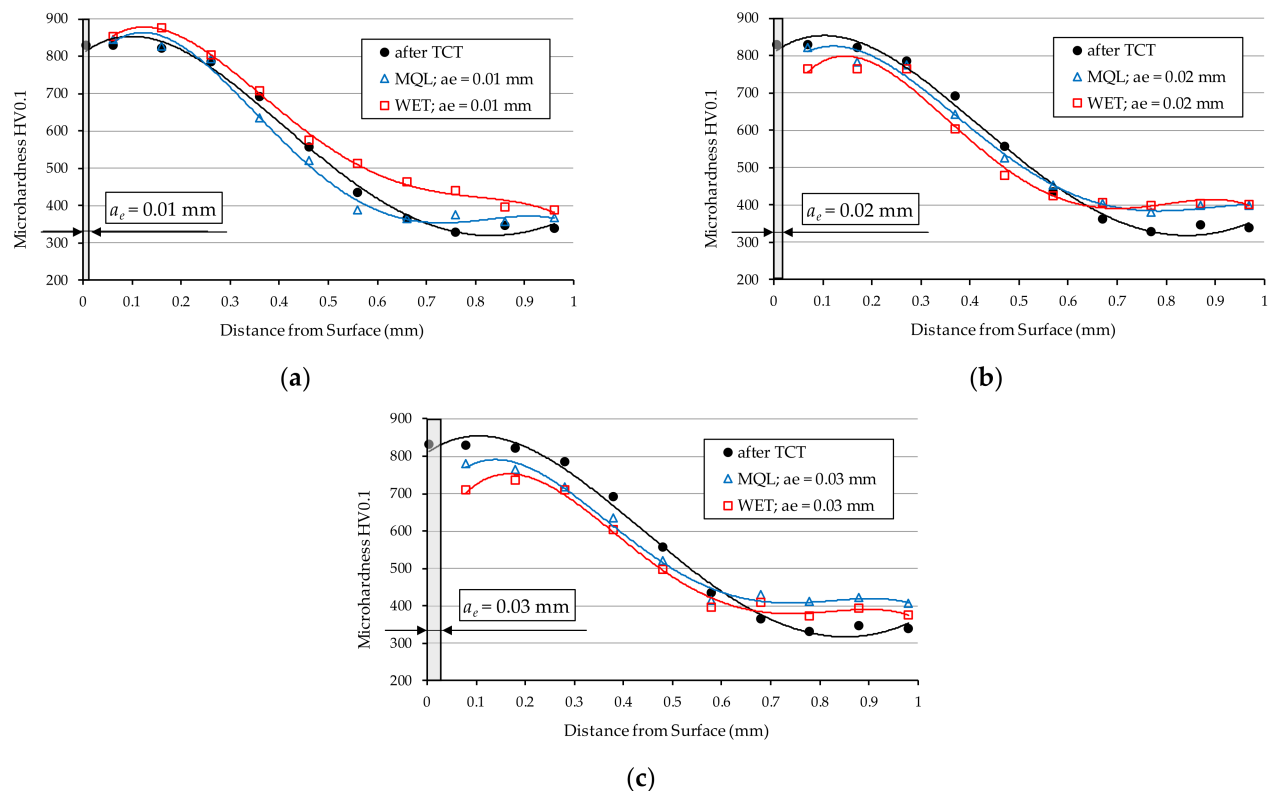 900
800
700
600
500
400
300
200
Microhardness HV0.1
after TCT
MQL; ae = 0.01 mm
WET; ae = 0.01 mm
ae = 0.01 mm
0 0.1 0.2 0.3 0.4 0.5 0.6 0.7 0.8 0.9 1
Distance from Surface (mm)
(a)
900
800
700
600
500
400
300
200
Microhardness HV0.1
after TCT
MQL; ae = 0.02 mm
WET; ae = 0.02 mm
ae = 0.02 mm
0 0.1 0.2 0.3 0.4 0.5 0.6 0.7 0.8 0.9 1
Distance from Surface (mm)
(b)
900
800
700
600
500
400
300
200
Microhardness HV0.1
after TCT
MQL; ae = 0.03 mm
WET; ae = 0.03 mm
ae = 0.03 mm
0 0.1 0.2 0.3 0.4 0.5 0.6 0.7 0.8 0.9 1
Distance from Surface (mm)
(c)